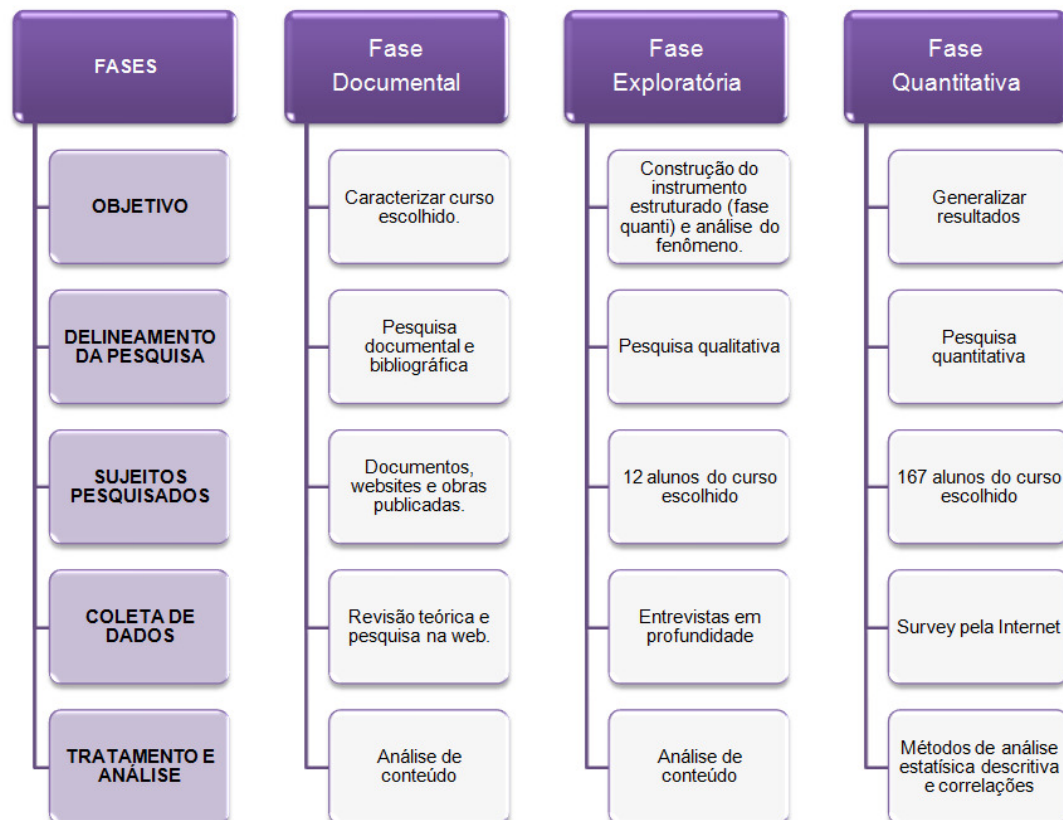 FASES
Fase
Documental
Fase
Exploratória
Fase
Quantitativa
OBJETIVO
Caracterizar curso
escolhido.
Construção do
instrumento
estruturado (fase
quanti) e análise do
fenômeno.
Generalizar
resultados
DELINEAMENTO
DA PESQUISA
Pesquisa
documental e
bibliográfica
Pesquisa qualitativa
Pesquisa
quantitativa
SUJEITOS
PESQUISADOS
Documentos,
websites e obras
publicadas.
12 alunos do curso
escolhido
167 alunos do curso
escolhido
COLETA DE
DADOS
Revisão teórica e
pesquisa na web.
Entrevistas em
profundidade
Survey pela Internet
TRATAMENTO E
ANÁLISE
Análise de
conteúdo
Análise de
conteúdo
Métodos de análise
estatísica descritiva
e correlações